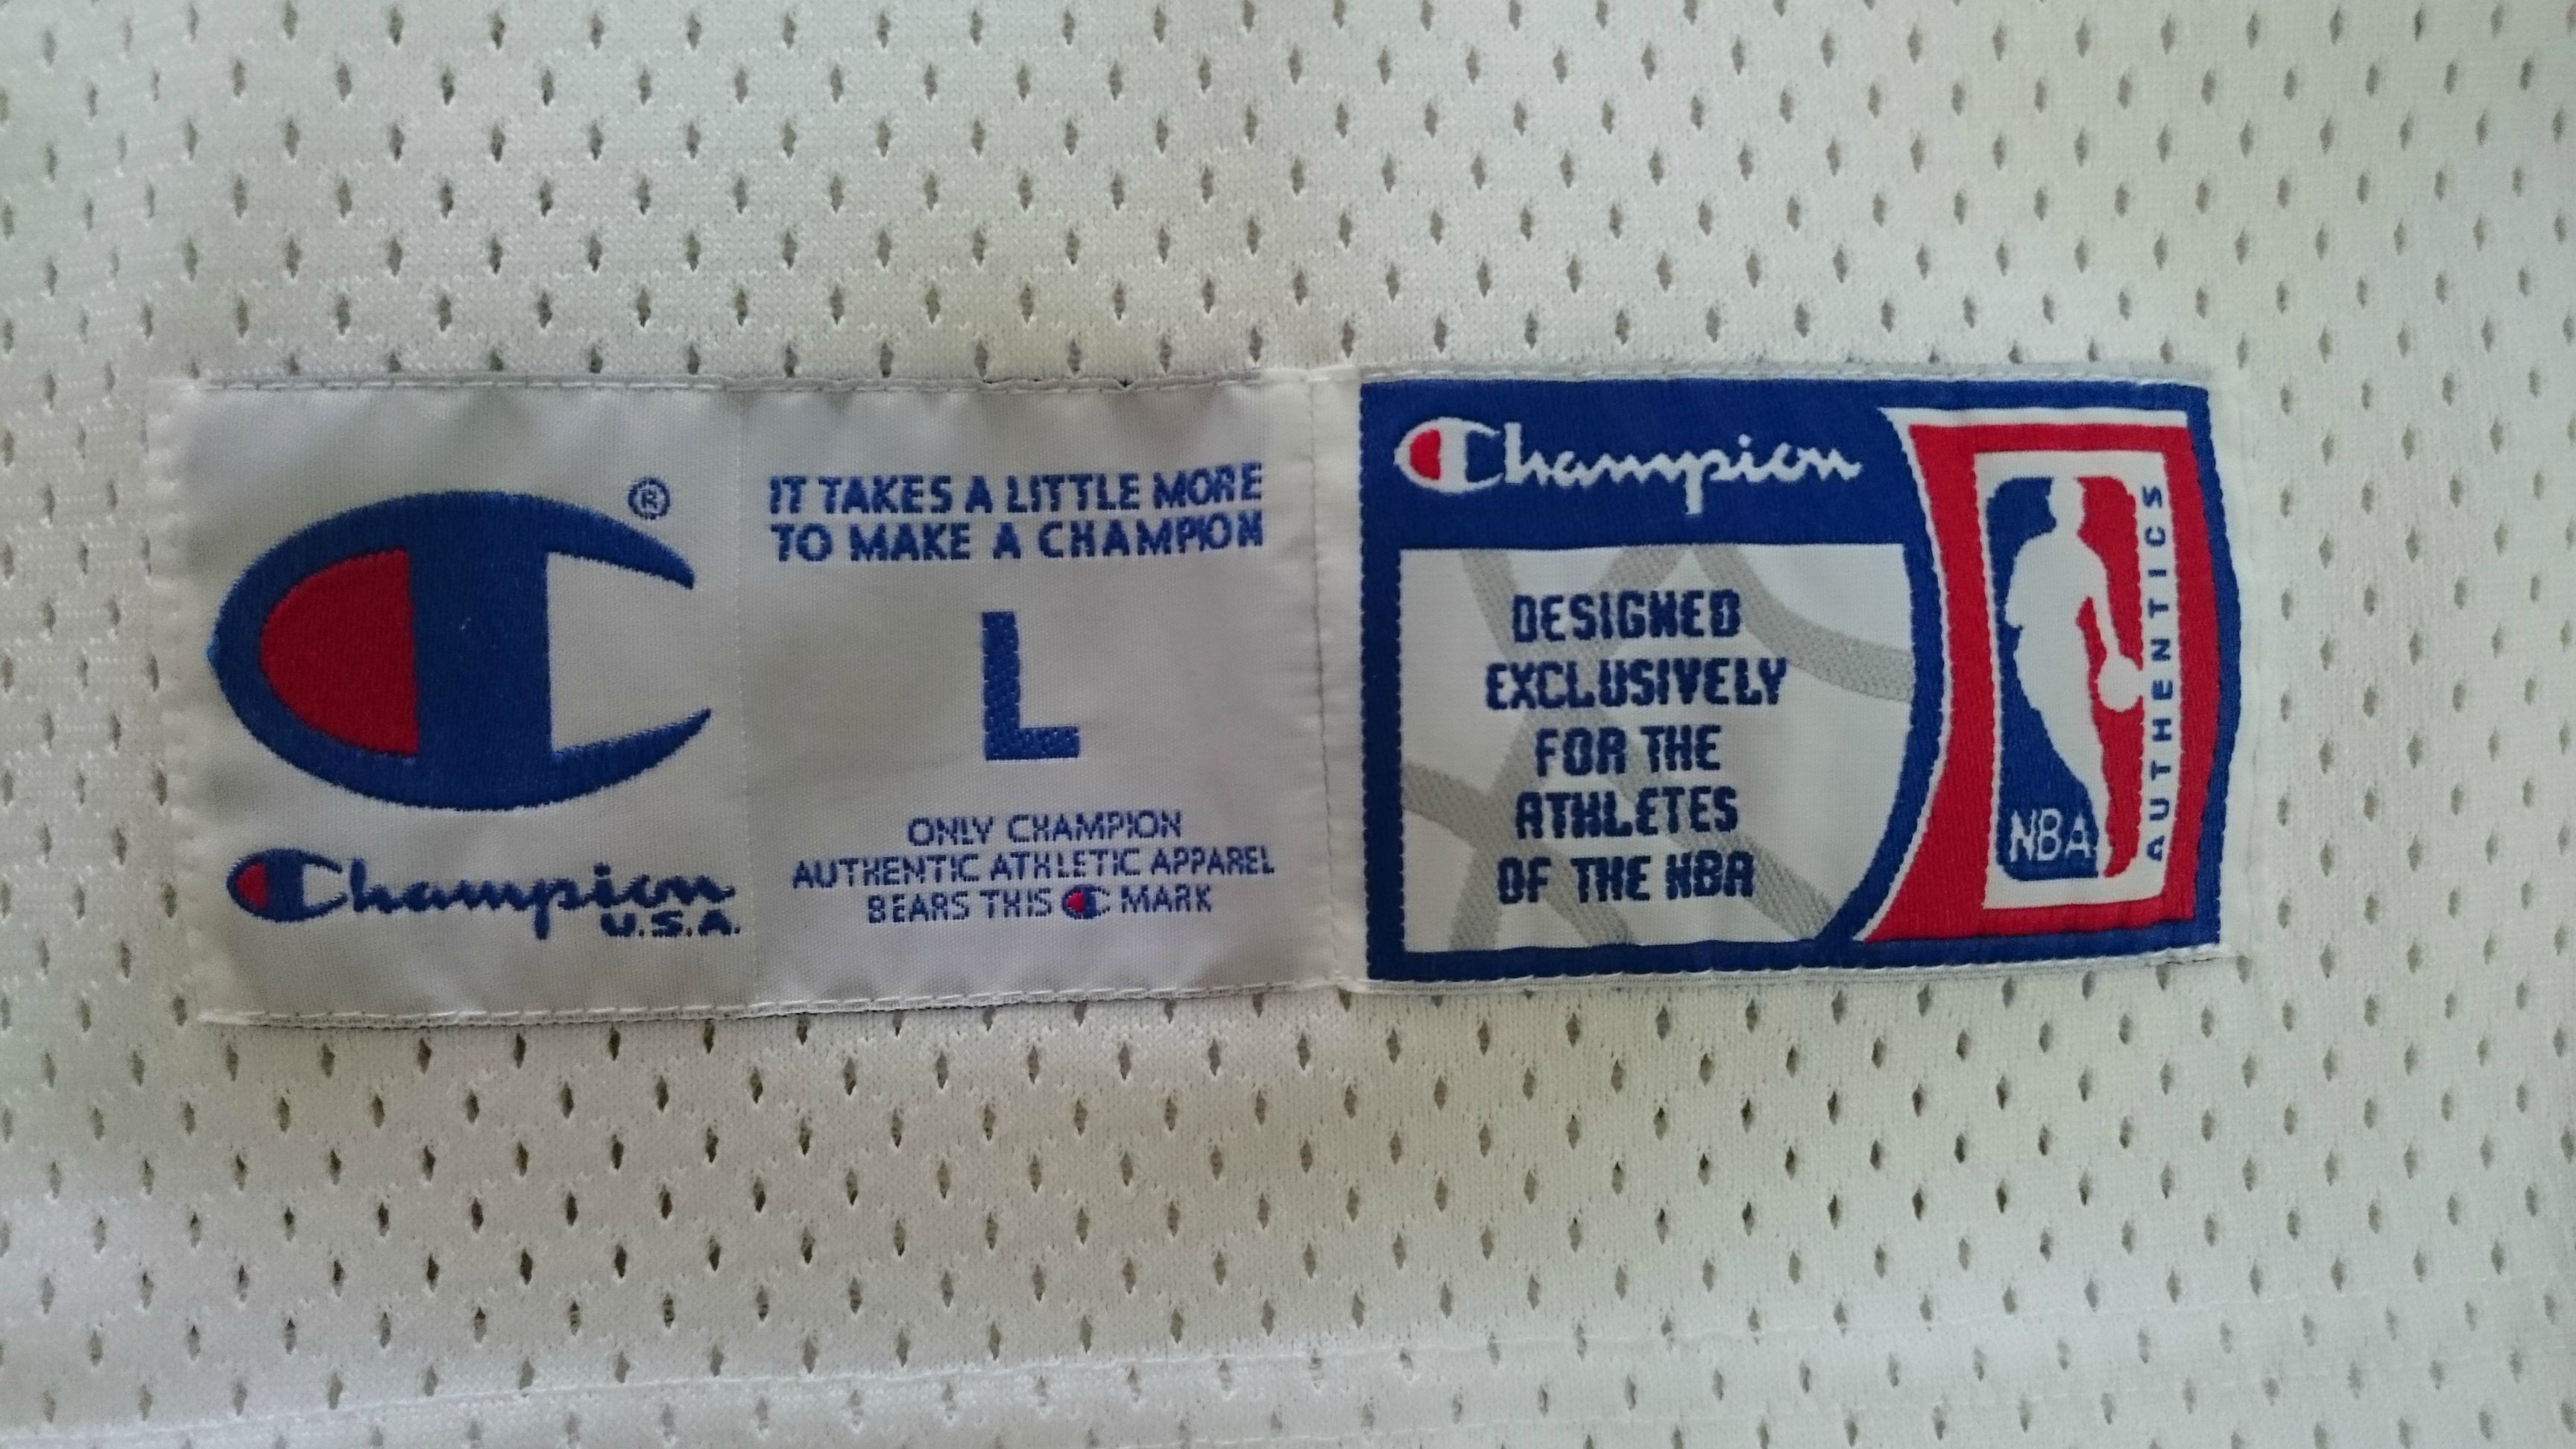 ®
Champion
U.S.A.
IT TAKES A LITTLE MORE
TO MAKE A CHAMPION
L
ONLY CHAMPION
AUTHENTIC ATHLETIC APPAREL
BEARS THIS C MARK
Champion
DESIGNED
EXCLUSIVELY
FOR THE
ATHLETES
OF THE NBA
NBA
AUTHENTICS